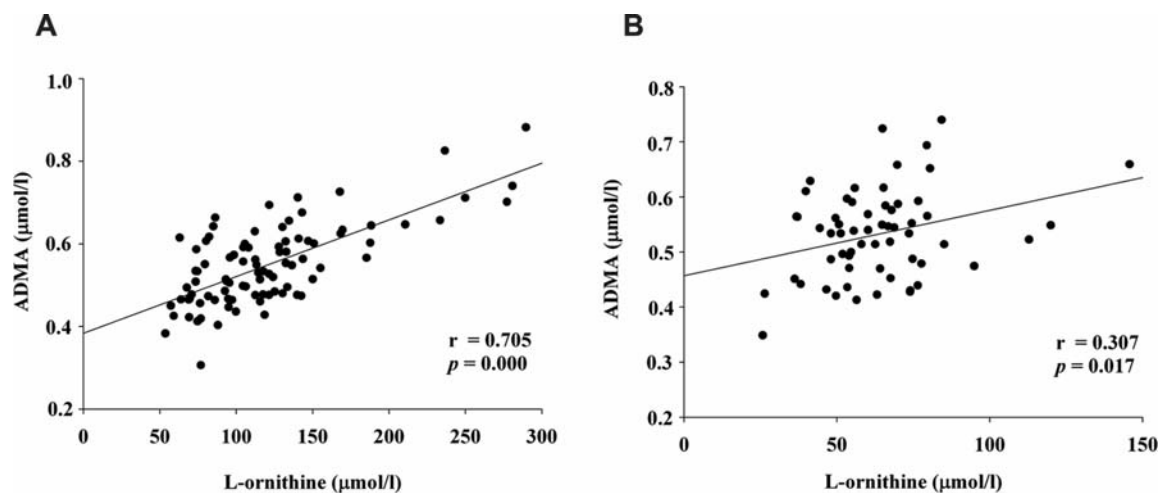 A
1.0
0.8
0.6
0.4
0.2
ADMA (μmol/l)
r = 0.705
p = 0.000
0 50 100 150 200 250 300
L-ornithine (μmol/l)
B
0.8
0.7
0.6
0.5
0.4
0.3
0.2
ADMA (μmol/l)
r = 0.307
p = 0.017
0 50 100 150
L-ornithine (μmol/l)